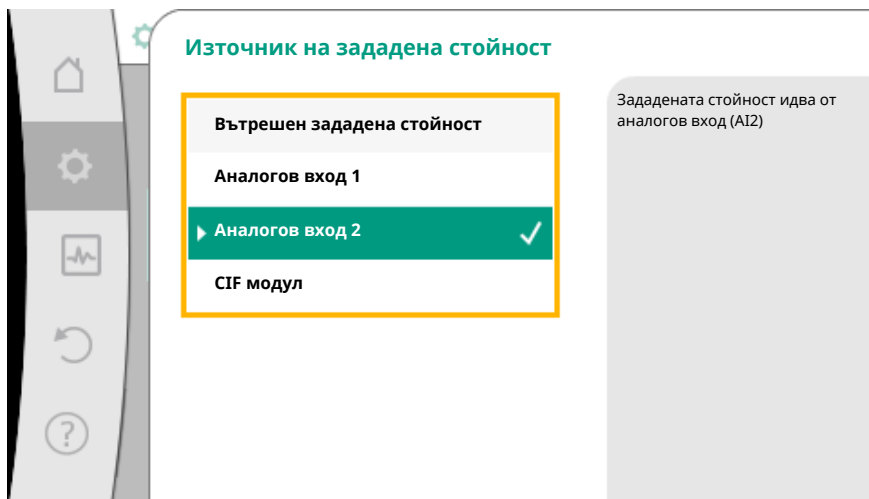 Източник на зададена стойност
Вътрешен зададена стойност
Аналогов вход 1
Аналогов вход 2
CIF модул
Зададената стойност идва от
аналогов вход (AI2)